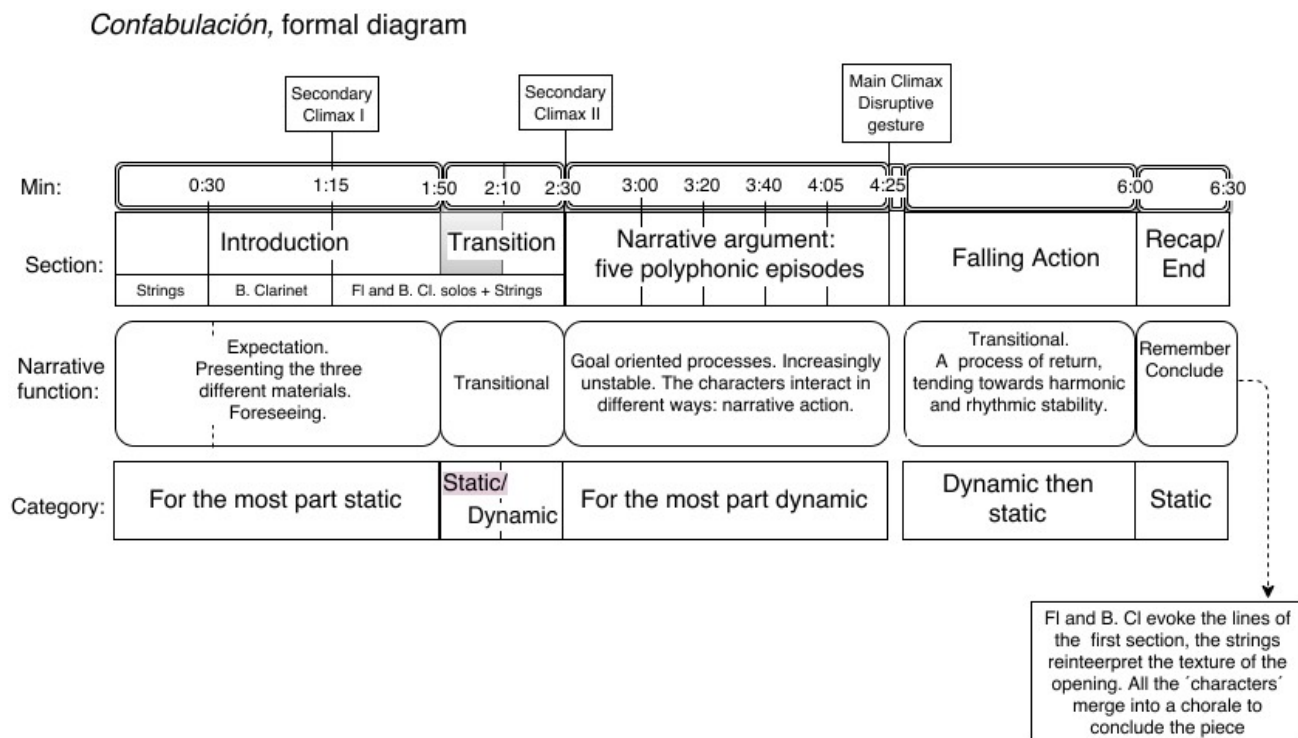 Confabulación, formal diagram
Secondary
Climax I
Secondary
Climax II
Main Climax
Disruptive
gesture
Min:
0:30
1:15
1:50
2:10
2:30
3:00
3:20
3:40
4:05
4:25
6:00
6:30
Section:
Introduction
Transition
Narrative argument:
five polyphonic episodes
Falling Action
Recap/
End
Strings
B. Clarinet
Fl and B. Cl. solos + Strings
Narrative
function:
Expectation.
Presenting the three
different materials.
Foreseeing.
Transitional
Goal oriented processes. Increasingly
unstable. The characters interact in
different ways: narrative action.
Transitional.
A process of return,
tending towards harmonic
and rhythmic stability.
Remember
Conclude
Category:
For the most part static
Static/
Dynamic
For the most part dynamic
Dynamic then
static
Static
Fl and B. Cl evoke the lines of
the first section, the strings
reinteerpret the texture of the
opening. All the ´characters´
merge into a chorale to
conclude the piece